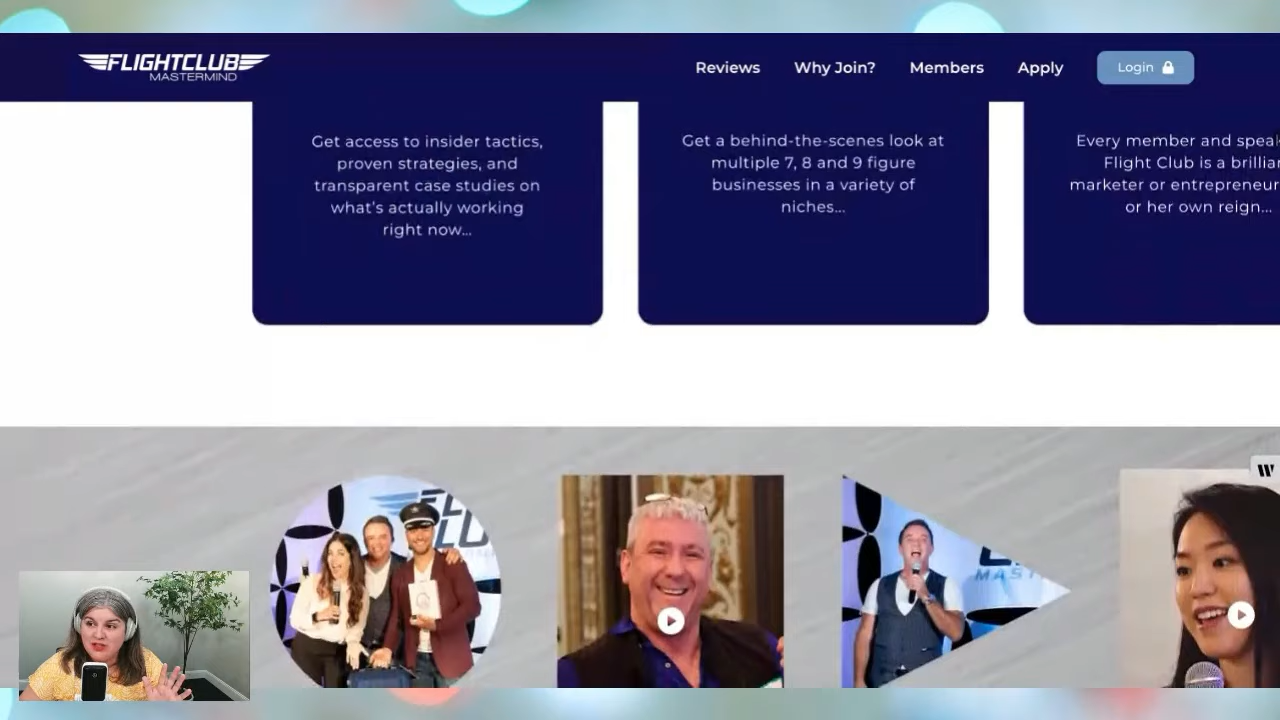 FLIGHTCLUB
MASTERMIND
Reviews
Why Join?
Members
Apply
Login
Get access to insider tactics,
proven strategies, and
transparent case studies on
what's actually working
right now...
Get a behind-the-scenes look at
multiple 7, 8 and 9 figure
businesses in a variety of
niches...
Every member and speak
Flight Club is a brillia
marketer or entrepreneur
or her own reign...
W